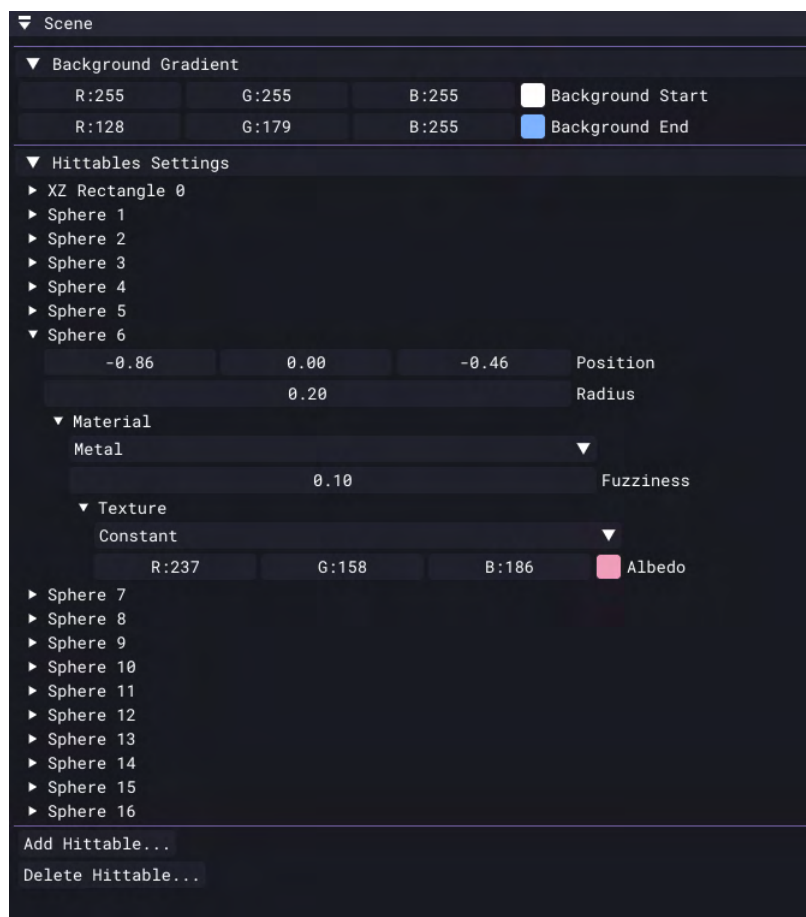 Scene
Background Gradient
R:255 G:255 B:255 Background Start
R:128 G:179 B:255 Background End
Hittables Settings
XZ Rectangle 0
Sphere 1
Sphere 2
Sphere 3
Sphere 4
Sphere 5
Sphere 6
-0.86 0.00 -0.46 Position
0.20 Radius
Material
Metal
0.10 Fuzziness
Texture
Constant
R:237 G:158 B:186 Albedo
Sphere 7
Sphere 8
Sphere 9
Sphere 10
Sphere 11
Sphere 12
Sphere 13
Sphere 14
Sphere 15
Sphere 16
Add Hittable...
Delete Hittable...